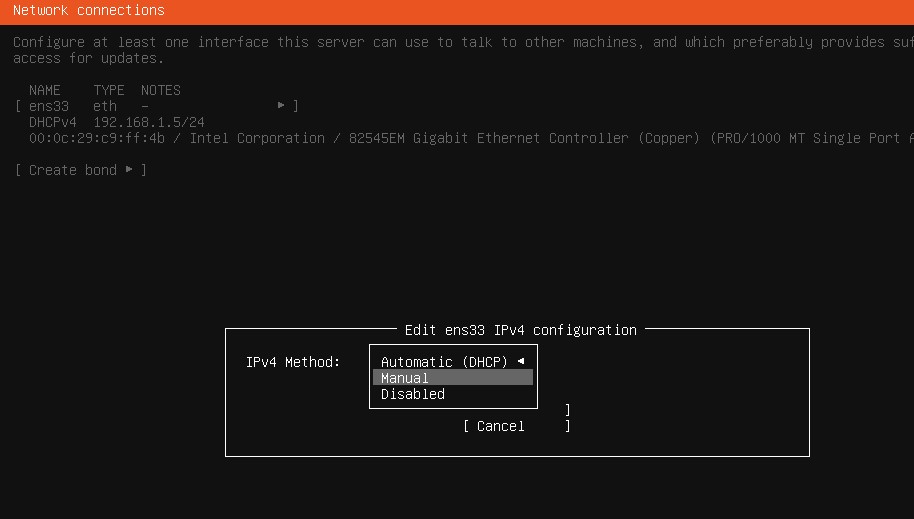 Network connections
Configure at least one interface this server can use to talk to other machines, and which preferably provides
access for updates.
NAME TYPE NOTES
[ ens33 eth – ▸ ]
DHCPv4 192.168.1.5/24
00:0c:29:c9:ff:4b / Intel Corporation / 82545EM Gigabit Ethernet Controller (Copper) (PRO/1000 MT Single Port
[ Create bond ▸ ]
Edit ens33 IPv4 configuration
IPv4 Method:
Automatic (DHCP) ◂
Manual
Disabled
]
[ Cancel ]